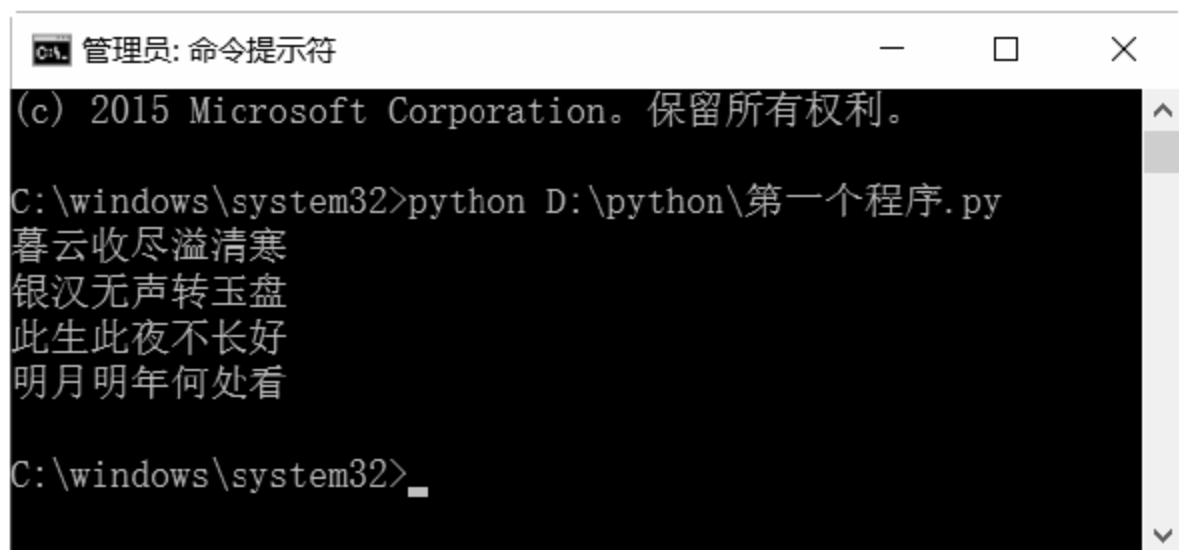 管理员: 命令提示符
(c) 2015 Microsoft Corporation。保留所有权利。
C:\windows\system32>python D:\python\第一个程序.py
暮云收尽溢清寒
银汉无声转玉盘
此生此夜不长好
明月明年何处看
C:\windows\system32>